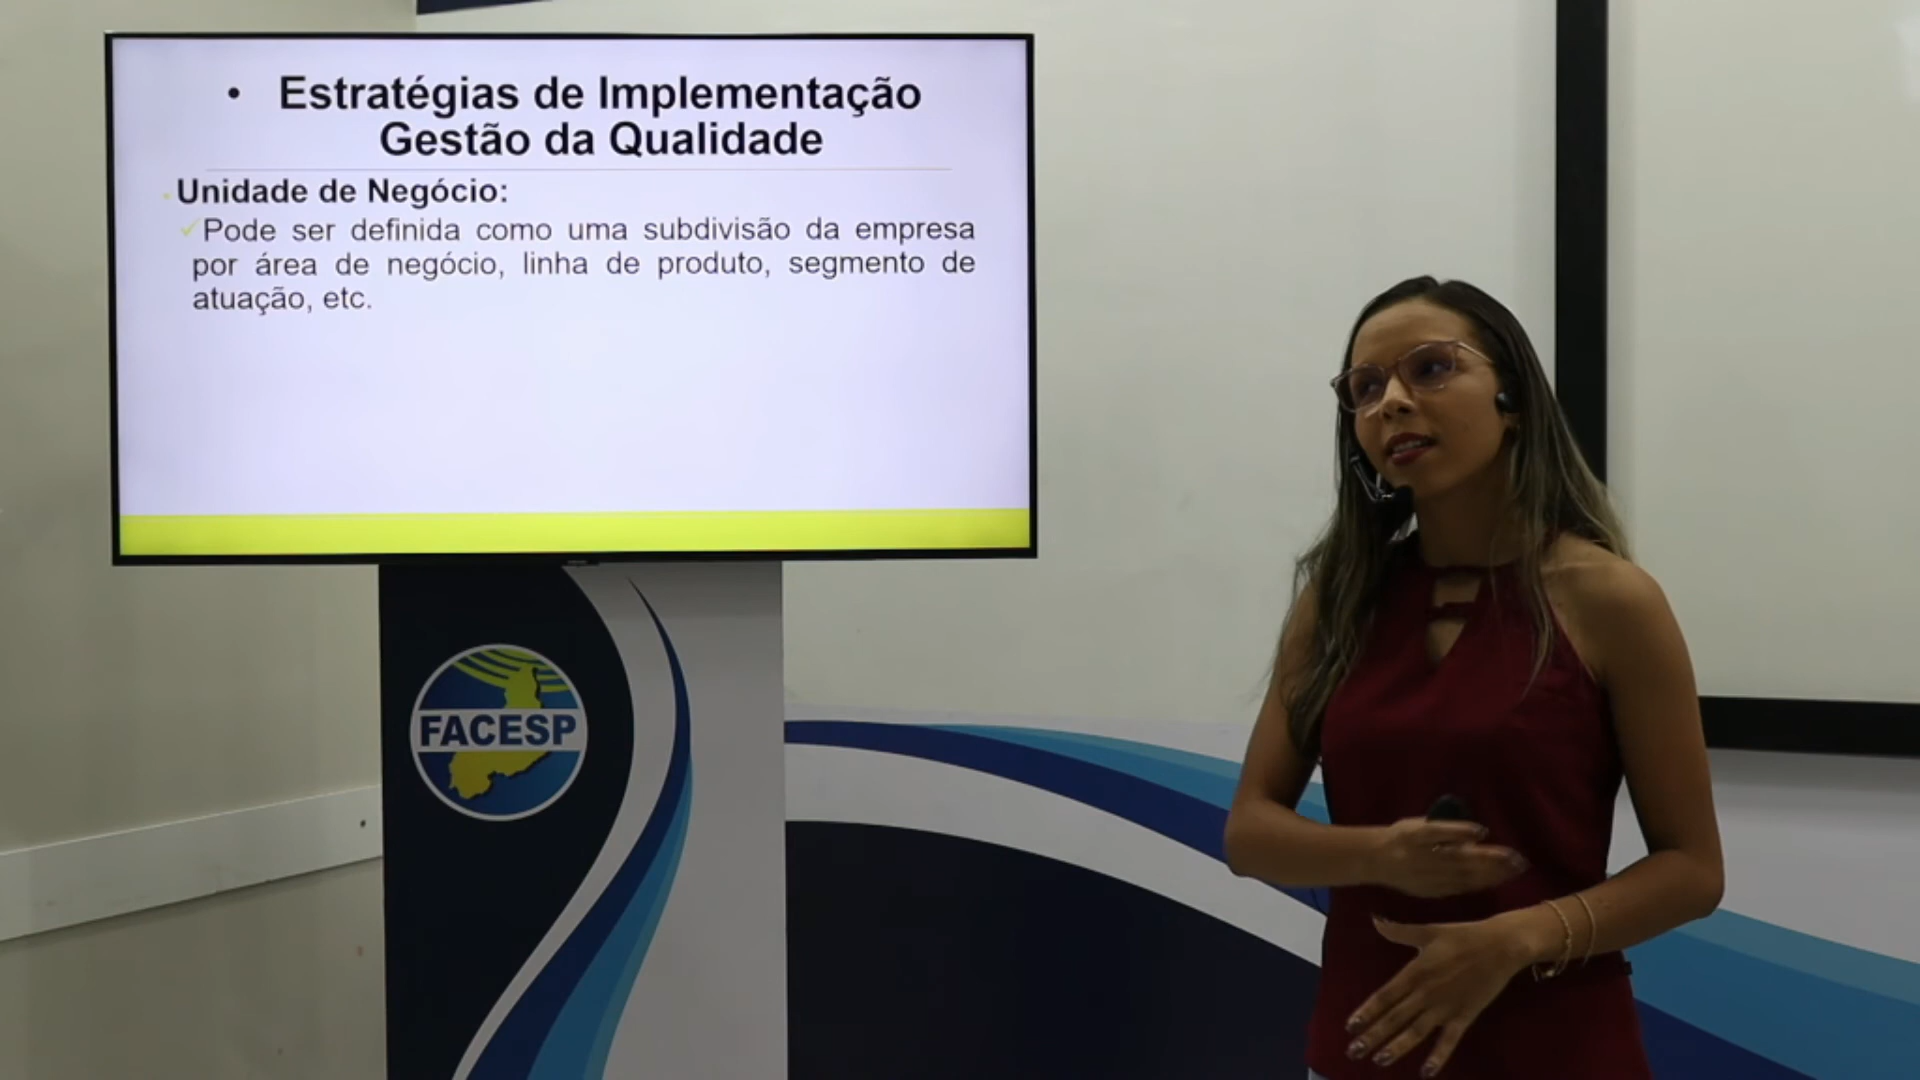 • Estratégias de Implementação
Gestão da Qualidade
Unidade de Negócio:
✓Pode ser definida como uma subdivisão da empresa
por área de negócio, linha de produto, segmento de
atuação, etc.
FACESP